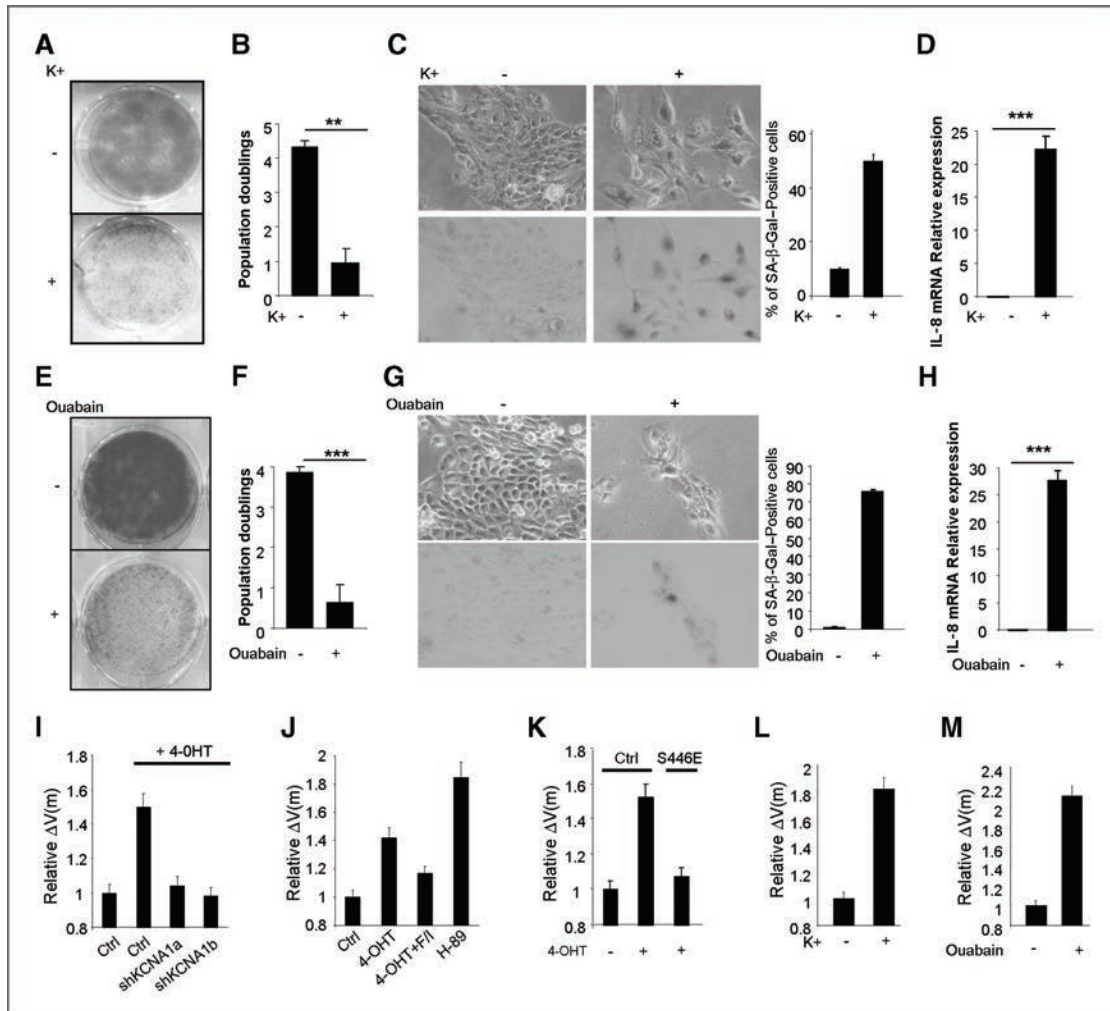 A
K+
-
+
B
Population doublings
5
4
3
2
1
0
**
K+ - +
C
K+ - +
% of SA-β-Gal–Positive cells
60
40
20
0
K+ - +
D
IL-8 mRNA Relative expression
25
20
15
10
5
0
***
K+ - +
E
Ouabain
-
+
F
Population doublings
4
3
2
1
0
***
Ouabain - +
G
Ouabain - +
% of SA-β-Gal–Positive cells
90
80
70
60
50
40
30
20
10
0
Ouabain - +
H
IL-8 mRNA Relative expression
30
25
20
15
10
5
0
***
Ouabain - +
I
+ 4-0HT
Relative ΔV(m)
1.8
1.6
1.4
1.2
1
0.8
Ctrl
Ctrl
shKCNA1a
shKCNA1b
J
Relative ΔV(m)
2
1.8
1.6
1.4
1.2
1
0.8
Ctrl
4-OHT
4-OHT+F/I
H-89
K
Ctrl S446E
Relative ΔV(m)
1.8
1.6
1.4
1.2
1
0.8
4-OHT - + +
L
Relative ΔV(m)
2
1.8
1.6
1.4
1.2
1
0.8
K+ - +
M
Relative ΔV(m)
2.4
2.2
2
1.8
1.6
1.4
1.2
1
0.8
Ouabain - +